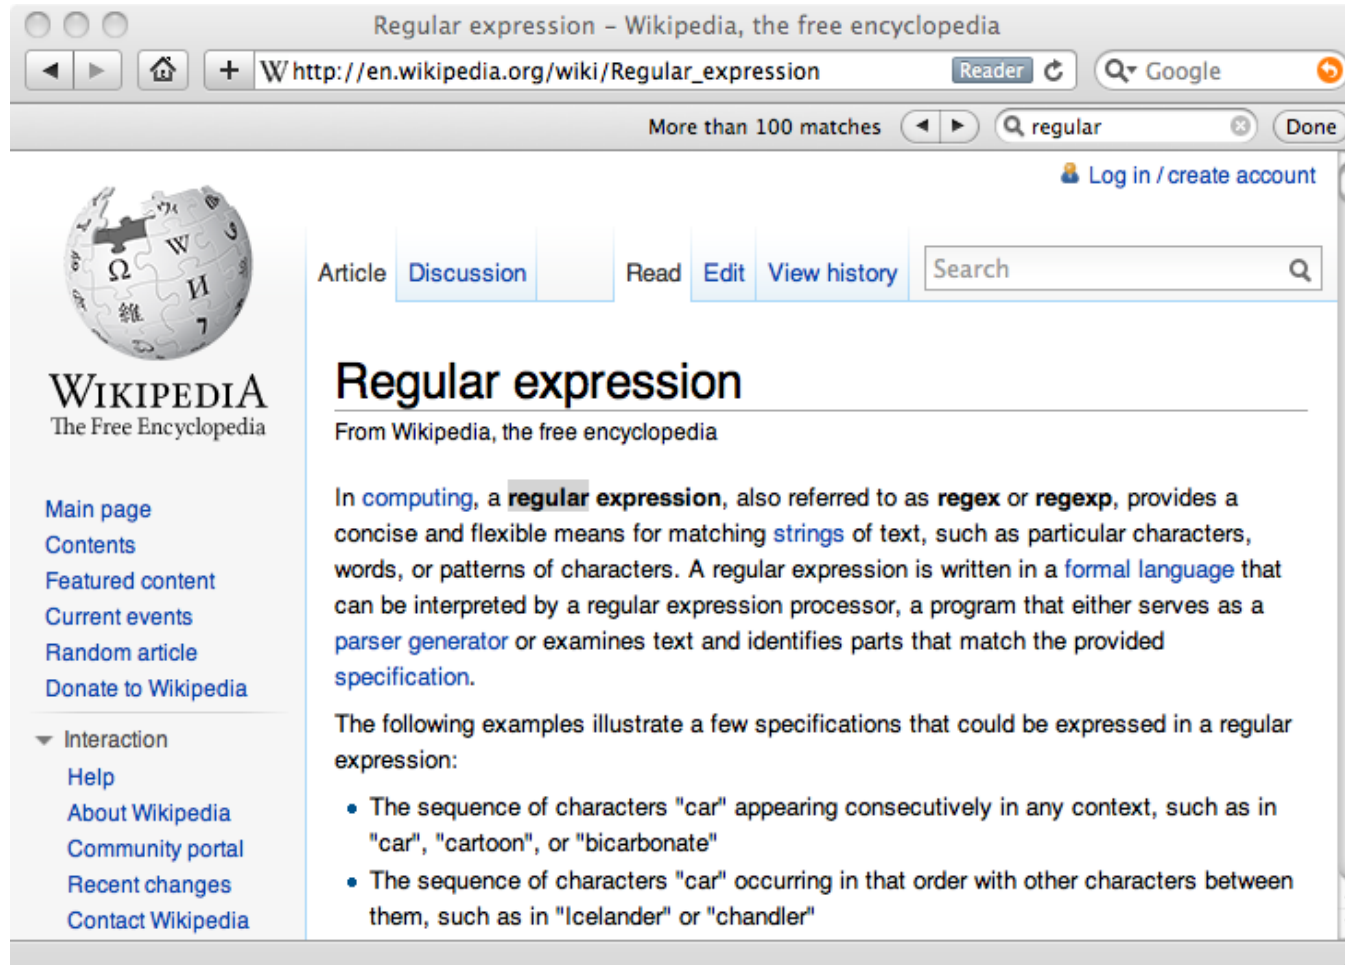 Regular expression – Wikipedia, the free encyclopedia
W http://en.wikipedia.org/wiki/Regular_expression Reader Google
More than 100 matches regular Done
Log in / create account
Article Discussion Read Edit View history Search
Ω W И 雜 7
WIKIPEDIA
The Free Encyclopedia
Main page
Contents
Featured content
Current events
Random article
Donate to Wikipedia
Interaction
Help
About Wikipedia
Community portal
Recent changes
Contact Wikipedia
Regular expression
From Wikipedia, the free encyclopedia
In computing, a regular expression, also referred to as regex or regexp, provides a
concise and flexible means for matching strings of text, such as particular characters,
words, or patterns of characters. A regular expression is written in a formal language that
can be interpreted by a regular expression processor, a program that either serves as a
parser generator or examines text and identifies parts that match the provided
specification.
The following examples illustrate a few specifications that could be expressed in a regular
expression:
• The sequence of characters "car" appearing consecutively in any context, such as in
"car", "cartoon", or "bicarbonate"
• The sequence of characters "car" occurring in that order with other characters between
them, such as in "Icelander" or "chandler"